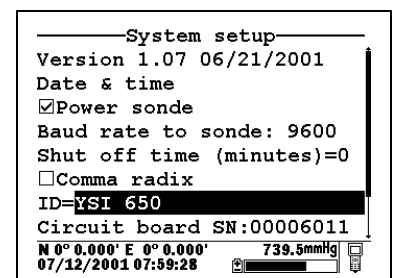 System setup
Version 1.07 06/21/2001
Date & time
☑Power sonde
Baud rate to sonde: 9600
Shut off time (minutes)=0
☐Comma radix
ID=YSI 650
Circuit board SN:00006011
N 0° 0.000' E 0° 0.000' 739.5mmHg
07/12/2001 07:59:28